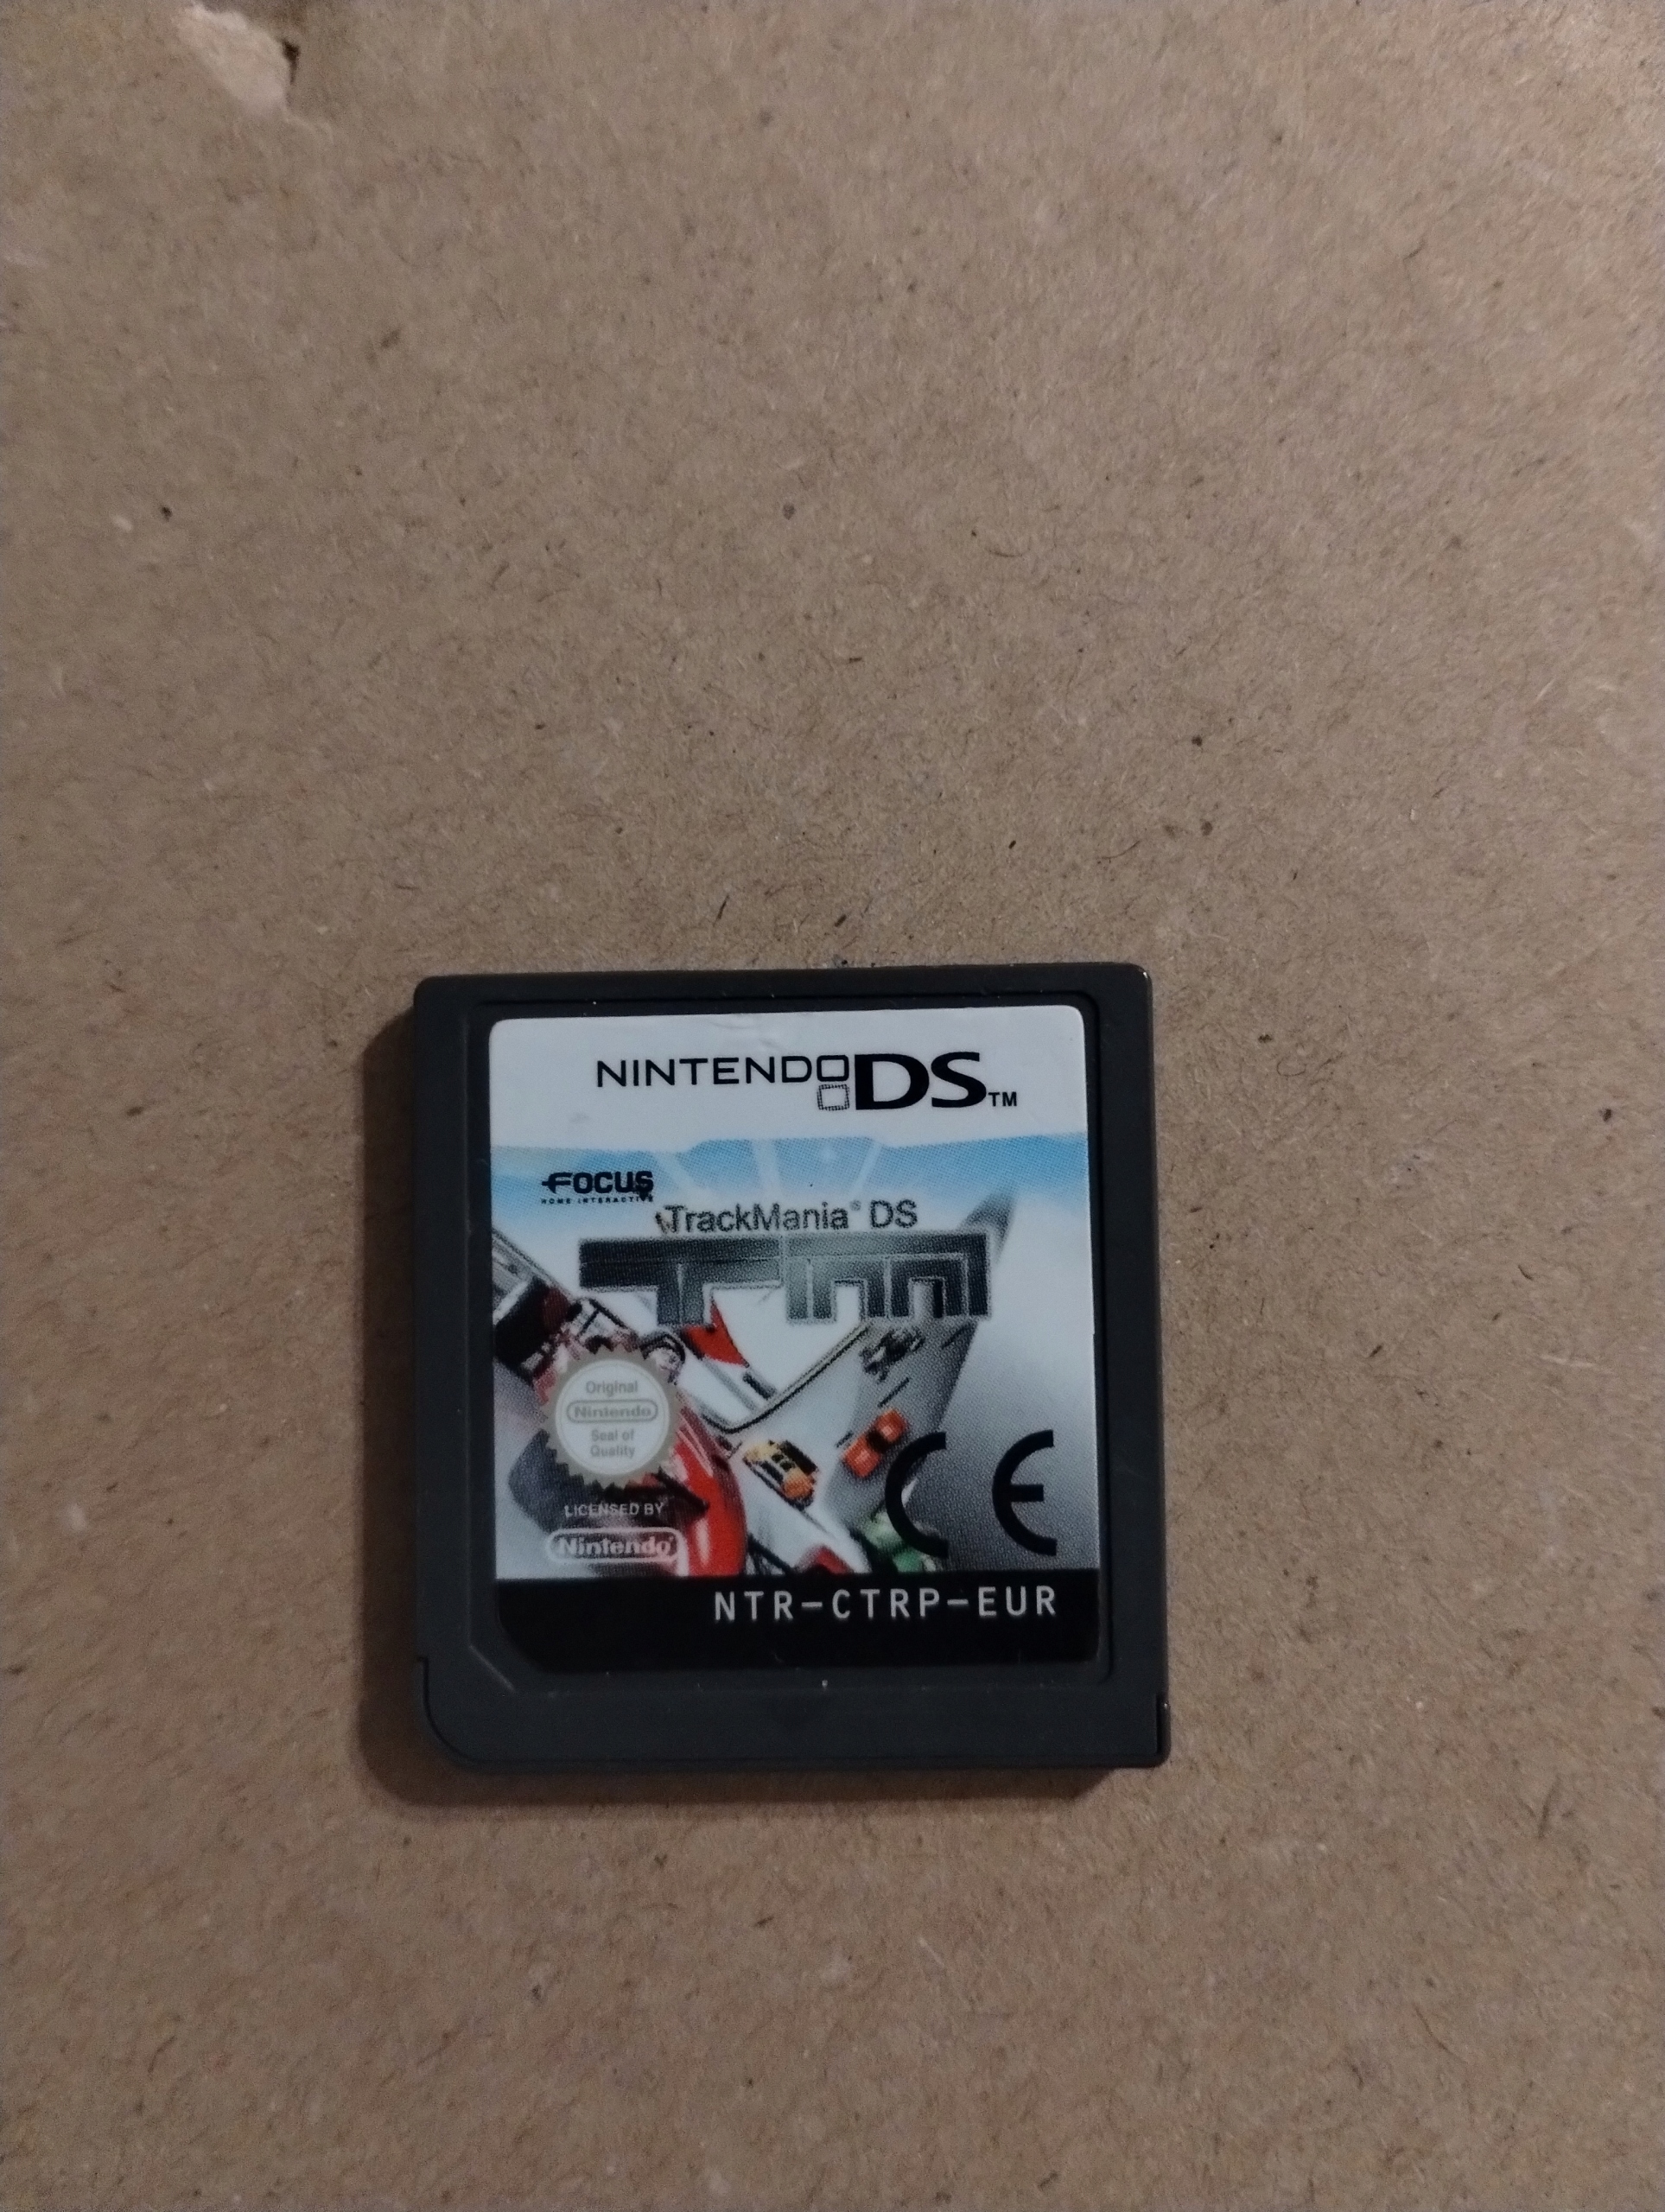 NINTENDO DS™
FOCUS
HOME INTERACTIVE
TrackMania® DS
TM
Original
Nintendo
Seal of
Quality
LICENSED BY
Nintendo®
CE
NTR-CTRP-EUR